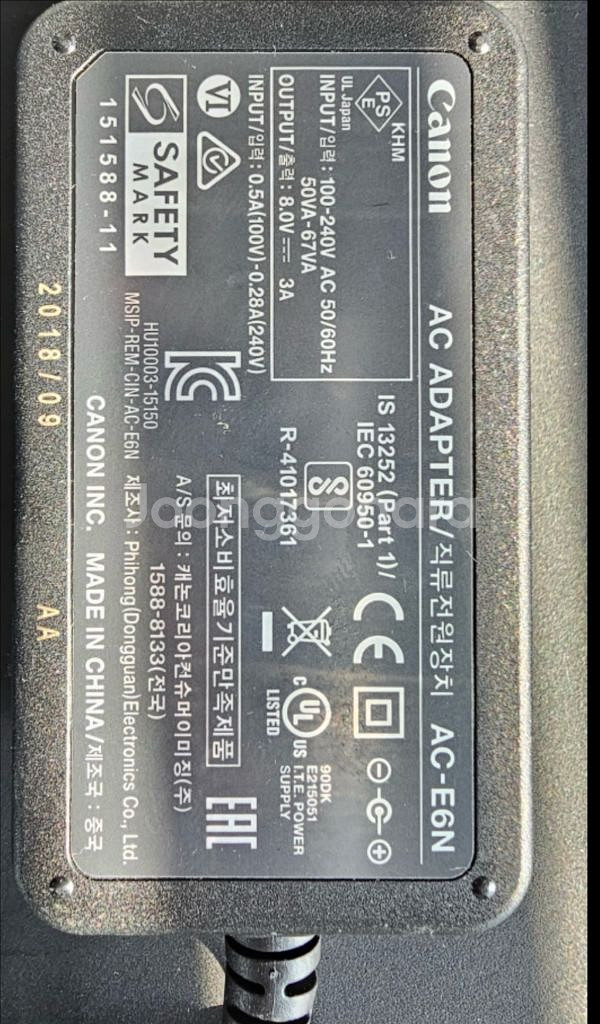 Canon
AC ADAPTER/직류전원장치 AC-E6N
KHM
PS
E
UL Japan
INPUT/입력 : 100-240V AC 50/60Hz
50VA-67VA
OUTPUT/출력 : 8.0V 3A
INPUT/입력 : 0.5A(100V)-0.28A(240V)
IS 13252 (Part 1)/
IEC 60950-1
R-41017361
CE
C UL US
LISTED
90DK
E215051
I.T.E. POWER
SUPPLY
VI
SAFETY
MARK
151588-11
최저소비효율기준만족제품
EAC
A/S 문의 : 캐논코리아컨슈머이미징(주)
1588-8133(전국)
HU10003-15150
MSIP-REM-CIN-AC-E6N 제조사 : Phihong(Dongguan)Electronics Co., Ltd.
CANON INC. MADE IN CHINA/제조국 : 중국
2018/09 AA
Joonggonara